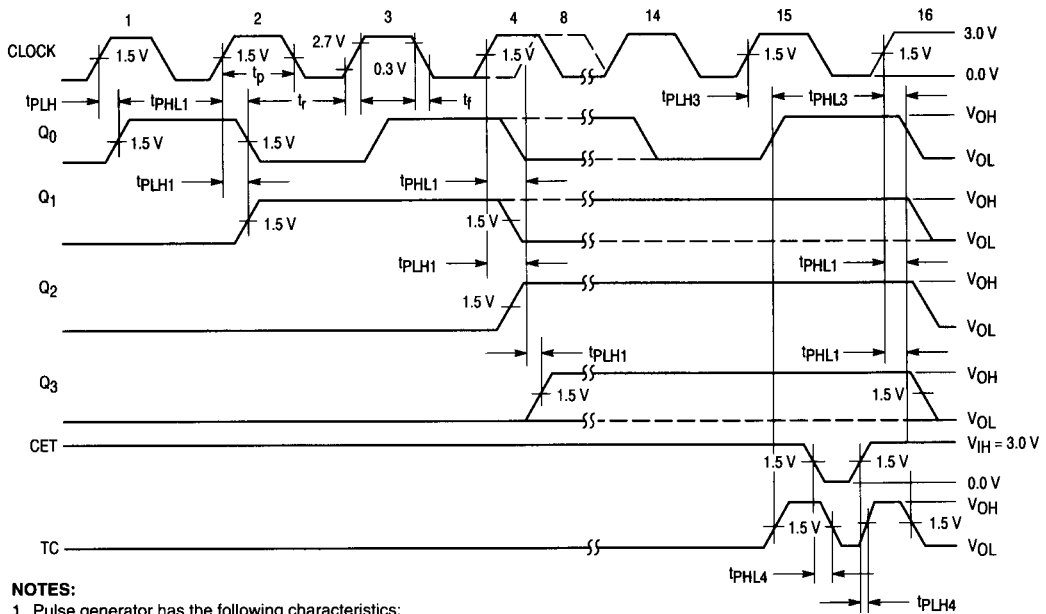 1 2 3 4 8 14 15 16
CLOCK 1.5 V 1.5 V 2.7 V 0.3 V 1.5 V 1.5 V 1.5 V 3.0 V
tp 0.0 V
tPLH tPHL1 tr tf tPLH3 tPHL3
Q0 1.5 V 1.5 V 1.5 V VOH
VOL
tPLH1 tPHL1
Q1 1.5 V 1.5 V VOH
VOL
tPLH1 tPHL1
Q2 1.5 V VOH
VOL
tPLH1 tPHL1
Q3 1.5 V 1.5 V VOH
VOL
CET 1.5 V 1.5 V VIH = 3.0 V
0.0 V
VOH
TC 1.5 V 1.5 V
VOL
tPHL4
tPLH4
NOTES:
1. Pulse generator has the following characteristics: